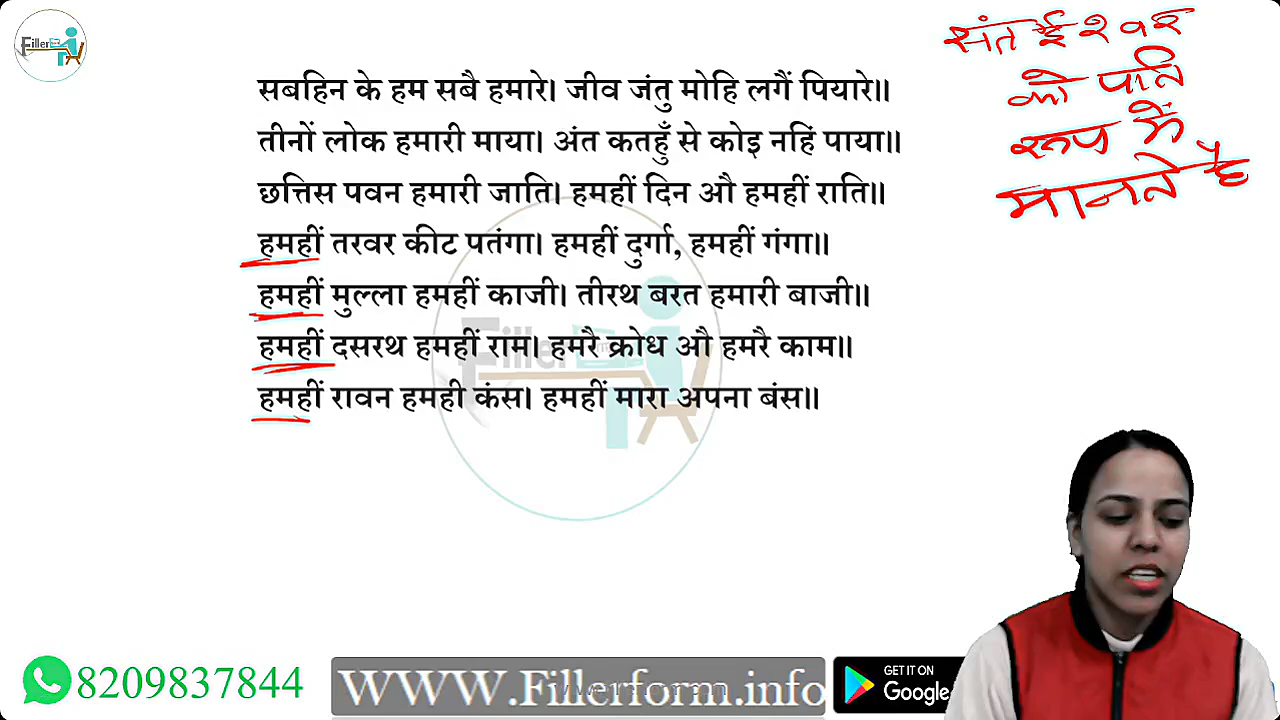 Filler
संत ईश्वर
को पति
रूप में
मानते है
सबहिन के हम सबै हमारे। जीव जंतु मोहि लगैं पियारे॥
तीनों लोक हमारी माया। अंत कतहुँ से कोइ नहिं पाया॥
छत्तिस पवन हमारी जाति। हमहीं दिन औ हमहीं राति॥
हमहीं तरवर कीट पतंगा। हमहीं दुर्गा, हमहीं गंगा॥
हमहीं मुल्ला हमहीं काजी। तीरथ बरत हमारी बाजी॥
हमहीं दसरथ हमहीं राम। हमरै क्रोध औ हमरै काम॥
हमहीं रावन हमही कंस। हमहीं मारा अपना बंस॥
8209837844
www.Fillerform.info
GET IT ON
Google